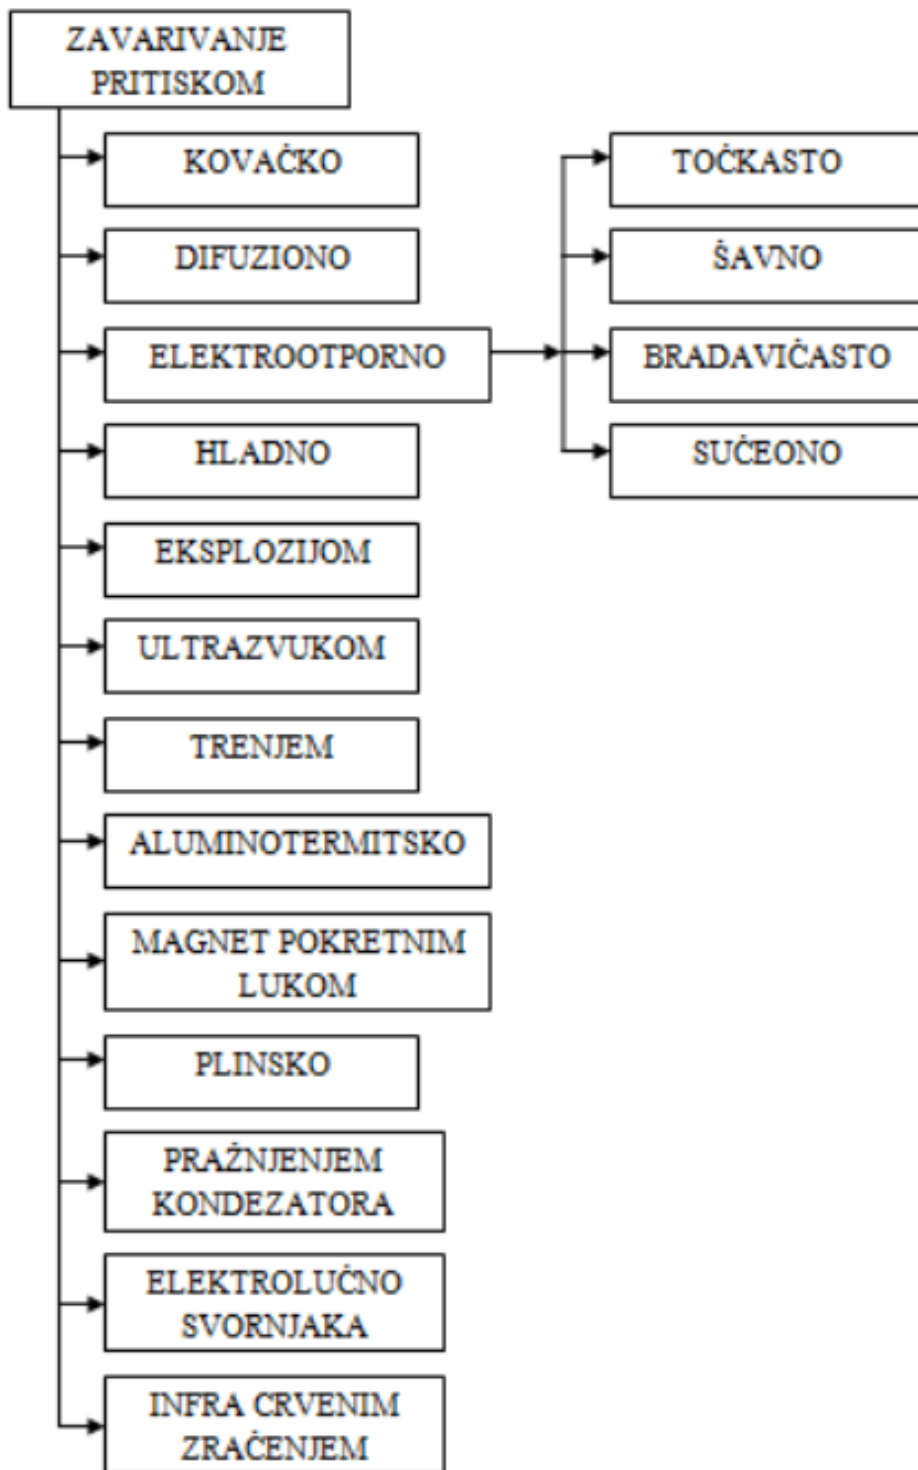 ZAVARIVANJE
PRITISKOM
KOVAČKO
DIFUZIONO
ELEKTROOTPORNO
HLADNO
EKSPLOZIJOM
ULTRAZVUKOM
TRENJEM
ALUMINOTERMITSKO
MAGNET POKRETNIM
LUKOM
PLINSKO
PRAŽNJENJEM
KONDEZATORA
ELEKTROLUČNO
SVORNJAKA
INFRA CRVENIM
ZRAČENJEM
TOČKASTO
ŠAVNO
BRADAVIČASTO
SUČEONO